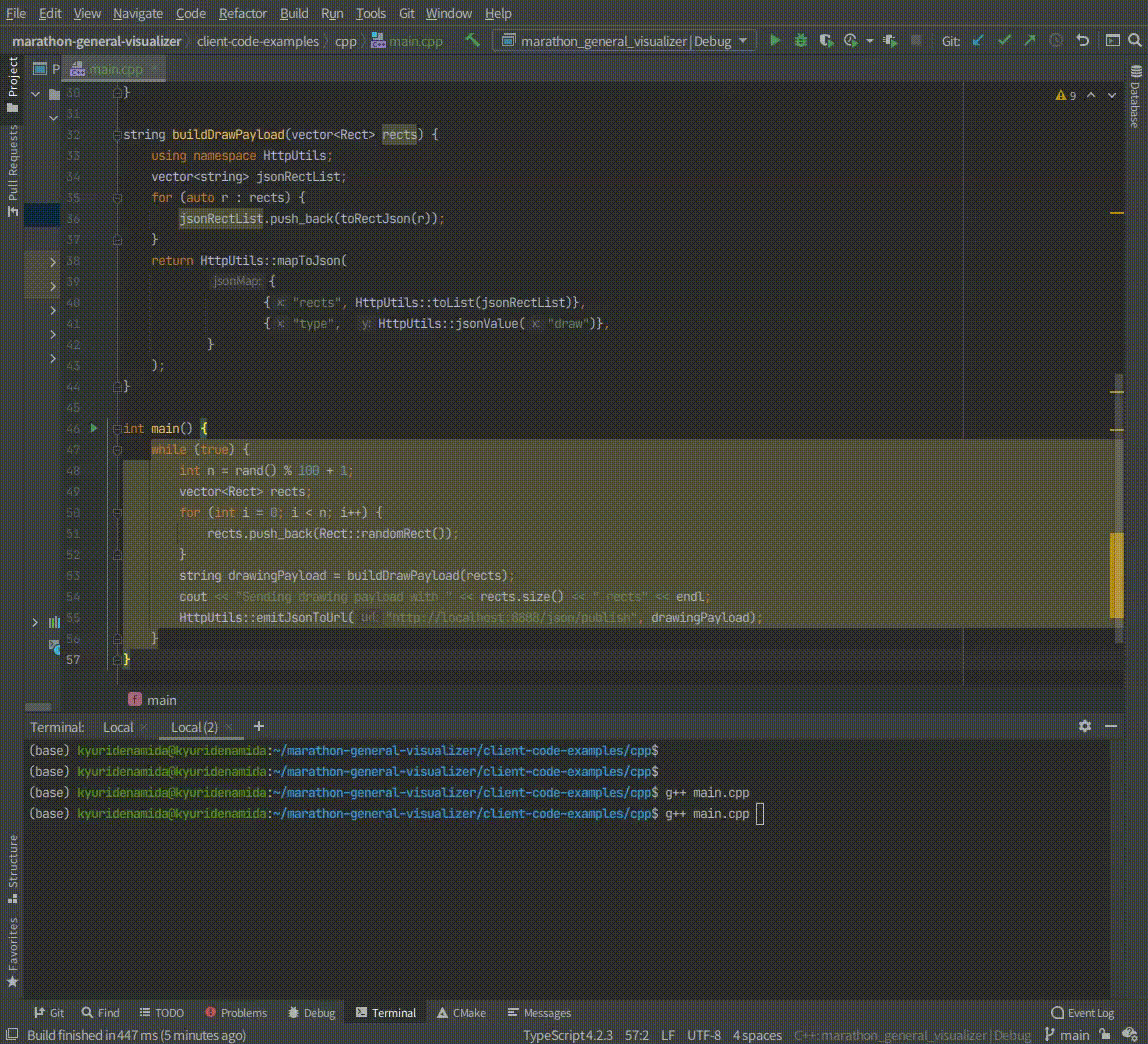 File Edit View Navigate Code Refactor Build Run Tools Git Window Help
marathon-general-visualizer client-code-examples cpp main.cpp marathon_general_visualizer | Debug Git:
Project
Pull Requests
Structure
Favorites
P main.cpp
Database
9
30 }
31
32 string buildDrawPayload(vector<Rect> rects) {
33 using namespace HttpUtils;
34 vector<string> jsonRectList;
35 for (auto r : rects) {
36 jsonRectList.push_back(toRectJson(r));
37 }
38 return HttpUtils::mapToJson(
39 jsonMap: {
40 { x: "rects", HttpUtils::toList(jsonRectList)},
41 { x: "type", y: HttpUtils::jsonValue( x: "draw")},
42 }
43 );
44 }
45
46 int main() {
47 while (true) {
48 int n = rand() % 100 + 1;
49 vector<Rect> rects;
50 for (int i = 0; i < n; i++) {
51 rects.push_back(Rect::randomRect());
52 }
53 string drawingPayload = buildDrawPayload(rects);
54 cout << "Sending drawing payload with " << rects.size() << " rects" << endl;
55 HttpUtils::emitJsonToUrl( url: "http://localhost:8888/json/publish", drawingPayload);
56 }
57 }
f main
Terminal: Local × Local (2) × +
(base) kyuridenamida@kyuridenamida:~/marathon-general-visualizer/client-code-examples/cpp$
(base) kyuridenamida@kyuridenamida:~/marathon-general-visualizer/client-code-examples/cpp$
(base) kyuridenamida@kyuridenamida:~/marathon-general-visualizer/client-code-examples/cpp$ g++ main.cpp
(base) kyuridenamida@kyuridenamida:~/marathon-general-visualizer/client-code-examples/cpp$ g++ main.cpp
Git Find TODO Problems Debug Terminal CMake Messages Event Log
Build finished in 447 ms (5 minutes ago) TypeScript 4.2.3 57:2 LF UTF-8 4 spaces C++: marathon_general_visualizer | Debug main